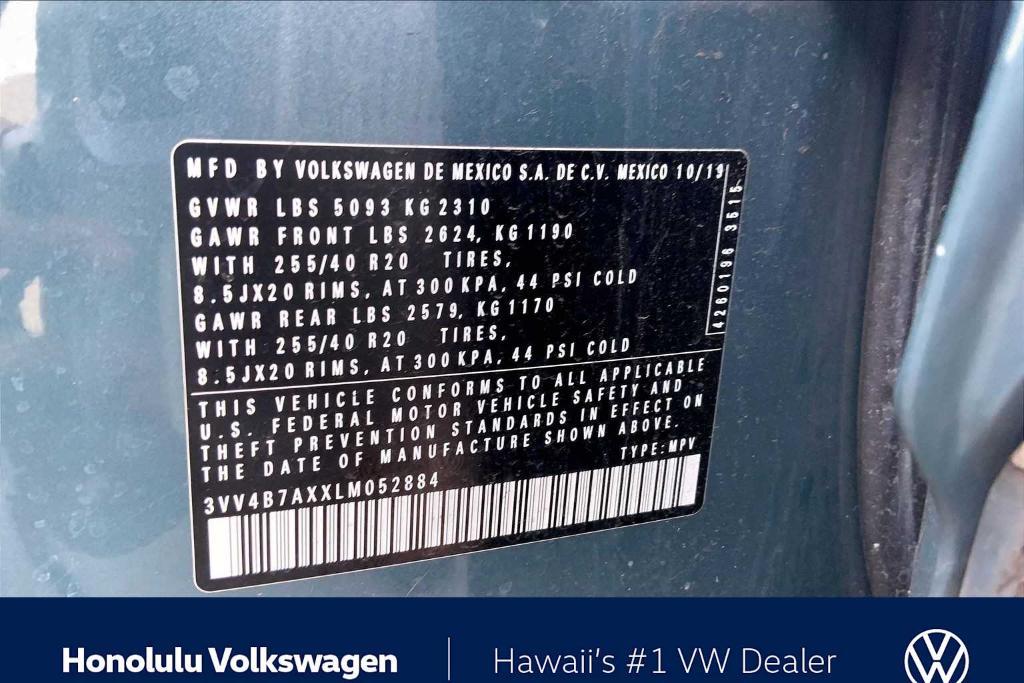 MFD BY VOLKSWAGEN DE MEXICO S.A. DE C.V. MEXICO 10/19
GVWR LBS 5093 KG 2310
GAWR FRONT LBS 2624, KG 1190
WITH 255/40 R20 TIRES,
8.5JX20 RIMS, AT 300 KPA, 44 PSI COLD
GAWR REAR LBS 2579, KG 1170
WITH 255/40 R20 TIRES,
8.5JX20 RIMS, AT 300 KPA, 44 PSI COLD
4260196 3515
THIS VEHICLE CONFORMS TO ALL APPLICABLE
U.S. FEDERAL MOTOR VEHICLE SAFETY AND
THEFT PREVENTION STANDARDS IN EFFECT ON
THE DATE OF MANUFACTURE SHOWN ABOVE.
TYPE: MPV
3VV4B7AXXLM052884
Honolulu Volkswagen
Hawaii's #1 VW Dealer